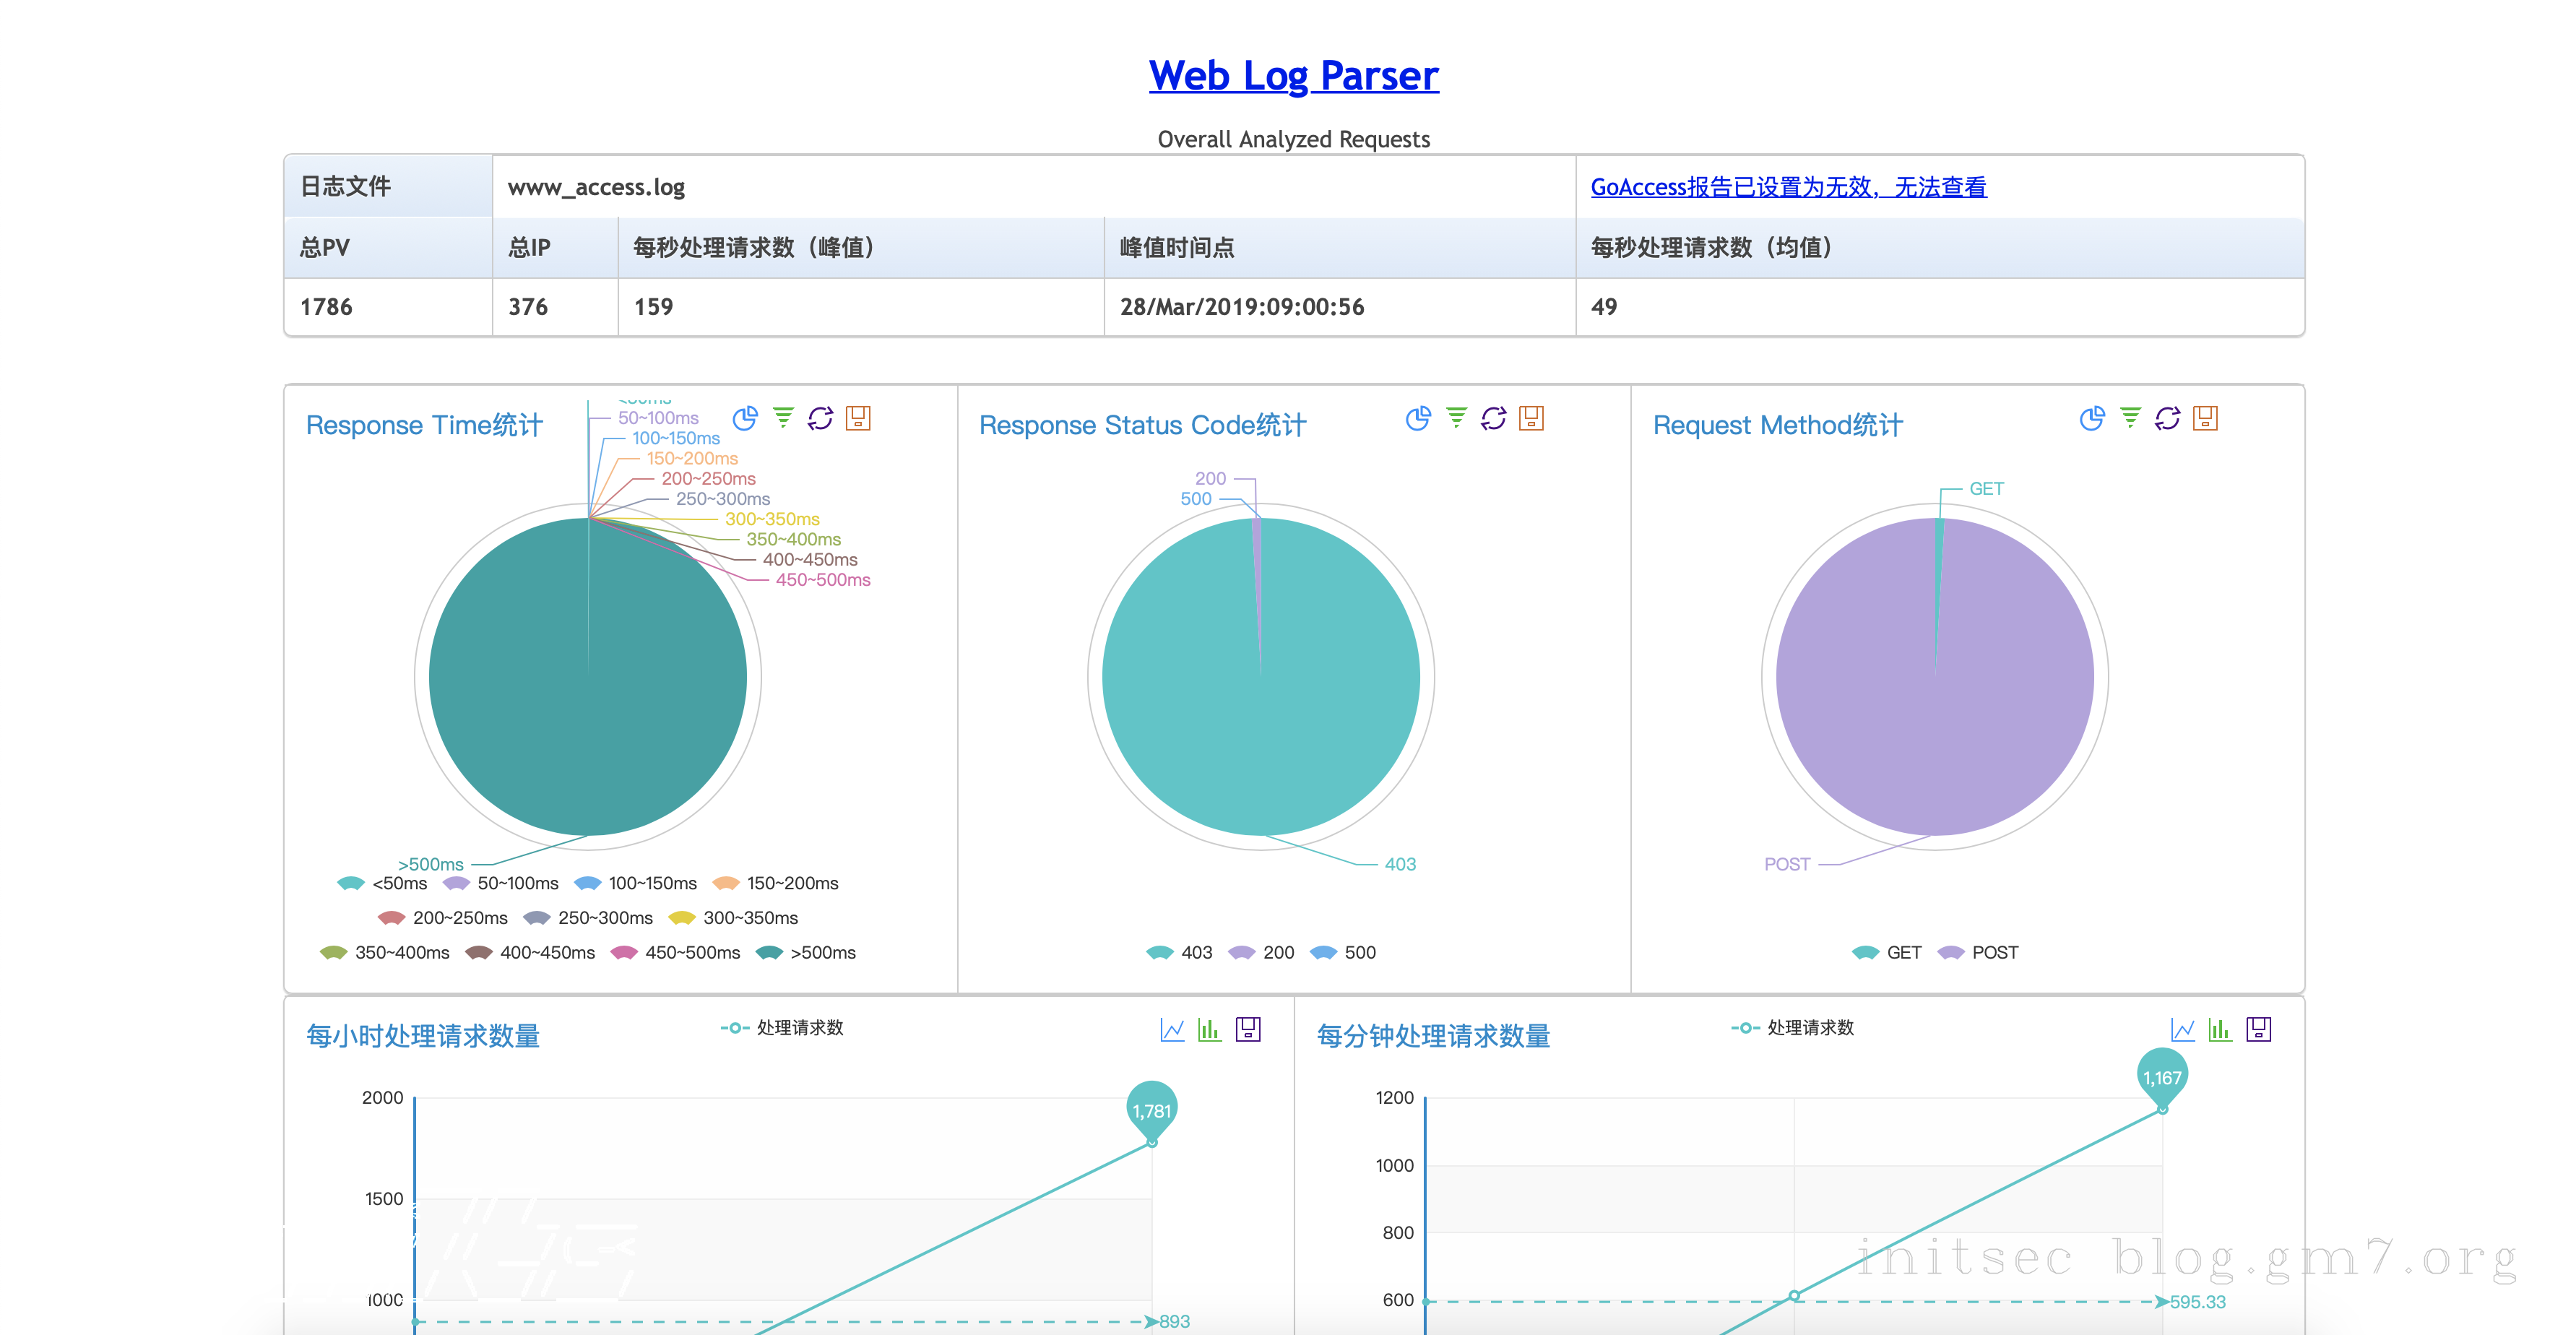 Web Log Parser
Overall Analyzed Requests
日志文件 www_access.log GoAccess报告已设置为无效，无法查看
总PV 总IP 每秒处理请求数（峰值） 峰值时间点 每秒处理请求数（均值）
1786 376 159 28/Mar/2019:09:00:56 49
Response Time统计
50~100ms
100~150ms
150~200ms
200~250ms
250~300ms
300~350ms
350~400ms
400~450ms
450~500ms
>500ms
<50ms 50~100ms 100~150ms 150~200ms
200~250ms 250~300ms 300~350ms
350~400ms 400~450ms 450~500ms >500ms
Response Status Code统计
200
500
403
403 200 500
Request Method统计
GET
POST
GET POST
每小时处理请求数量
处理请求数
2000
1,781
1500
1000
893
每分钟处理请求数量
处理请求数
1,167
1200
1000
800
600
595.33
initsec blog.gm7.org